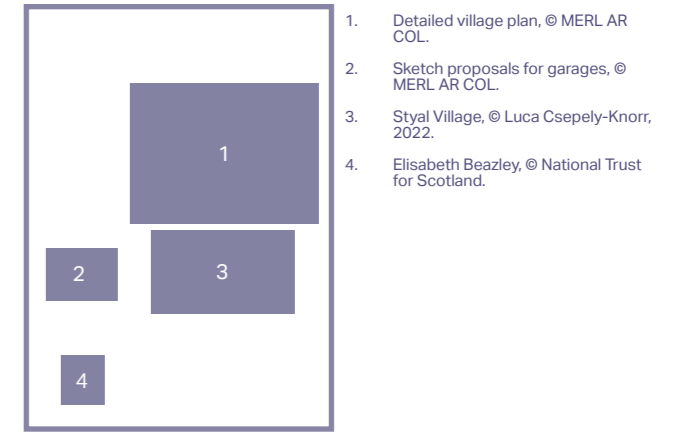 1. Detailed village plan, © MERL AR
COL.
2. Sketch proposals for garages, ©
MERL AR COL.
3. Styal Village, © Luca Csepely-Knorr,
2022.
4. Elisabeth Beazley, © National Trust
for Scotland.
1
2
3
4